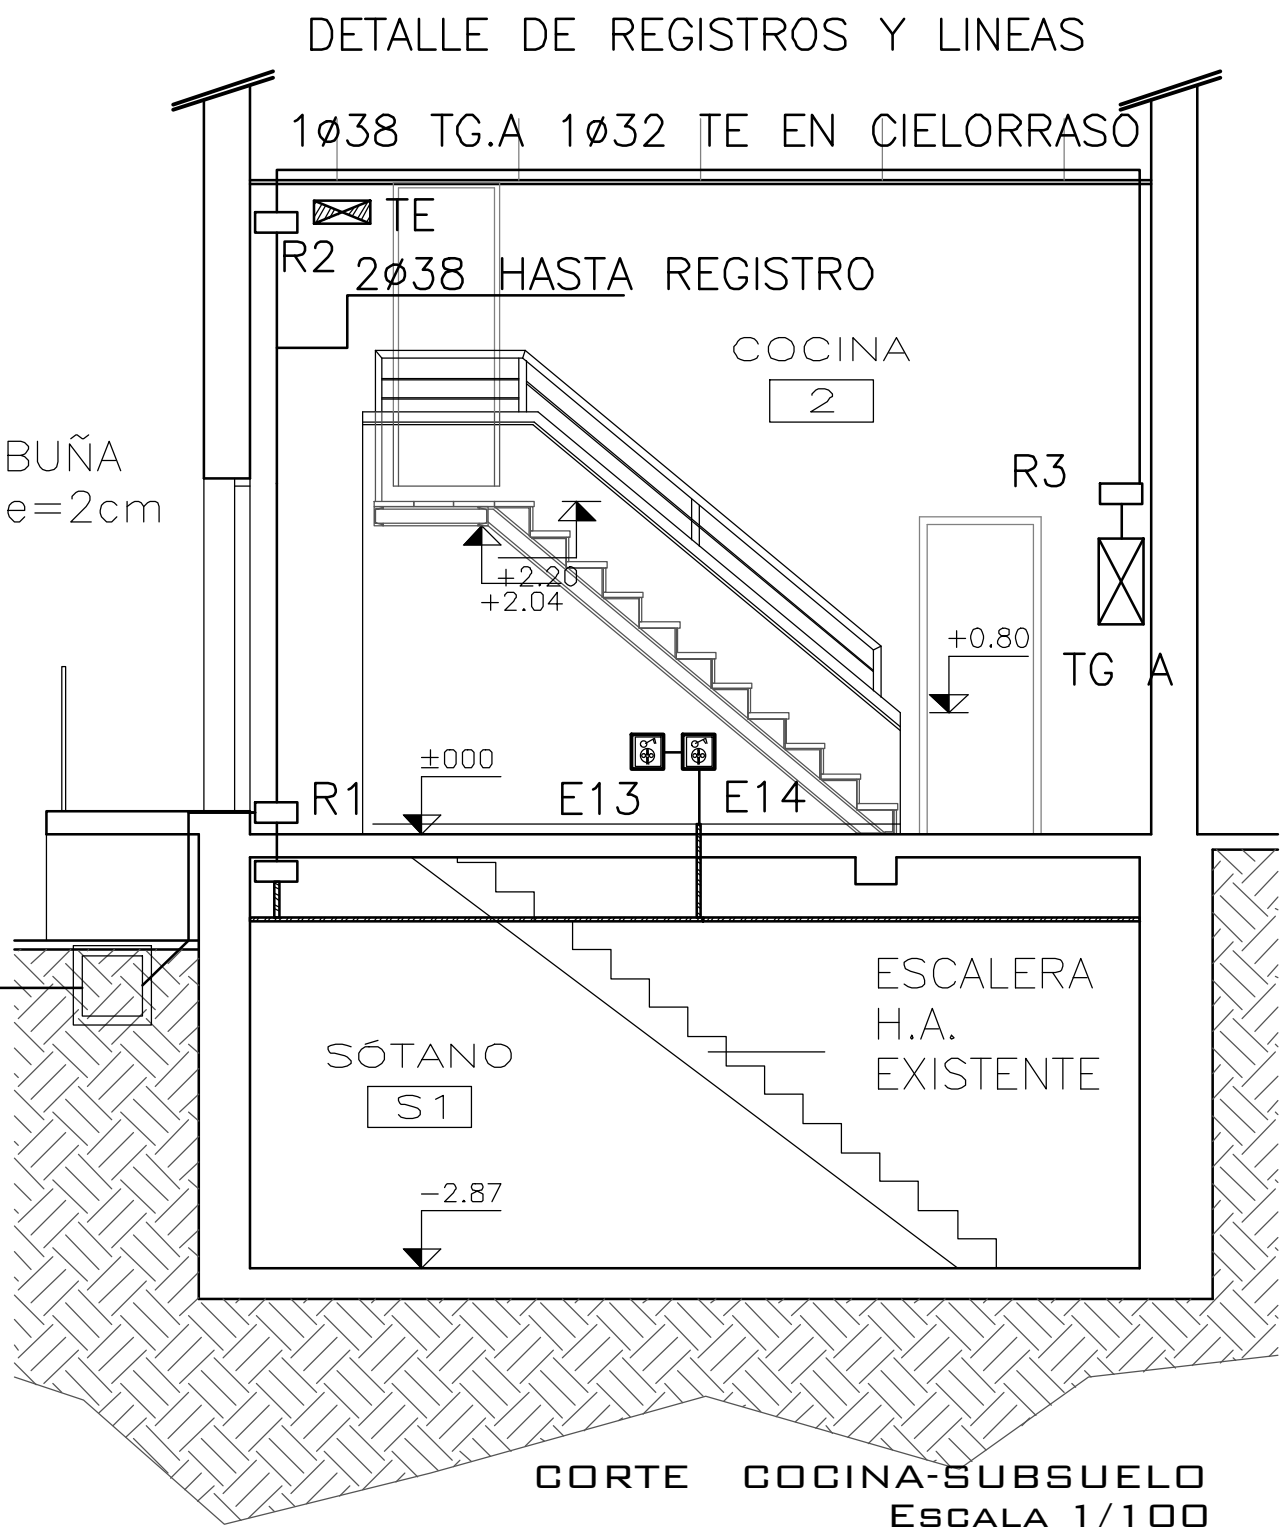 DETALLE DE REGISTROS Y LINEAS
1ø38 TG.A 1ø32 TE EN CIELORRASO
TE
R2
2ø38 HASTA REGISTRO
COCINA
2
BUÑA
e=2cm
R3
+2.20
+2.04
+0.80
TG A
±000
R1
E13
E14
ESCALERA
H.A.
EXISTENTE
SÓTANO
S1
-2.87
CORTE COCINA-SUBSUELO
ESCALA 1/100